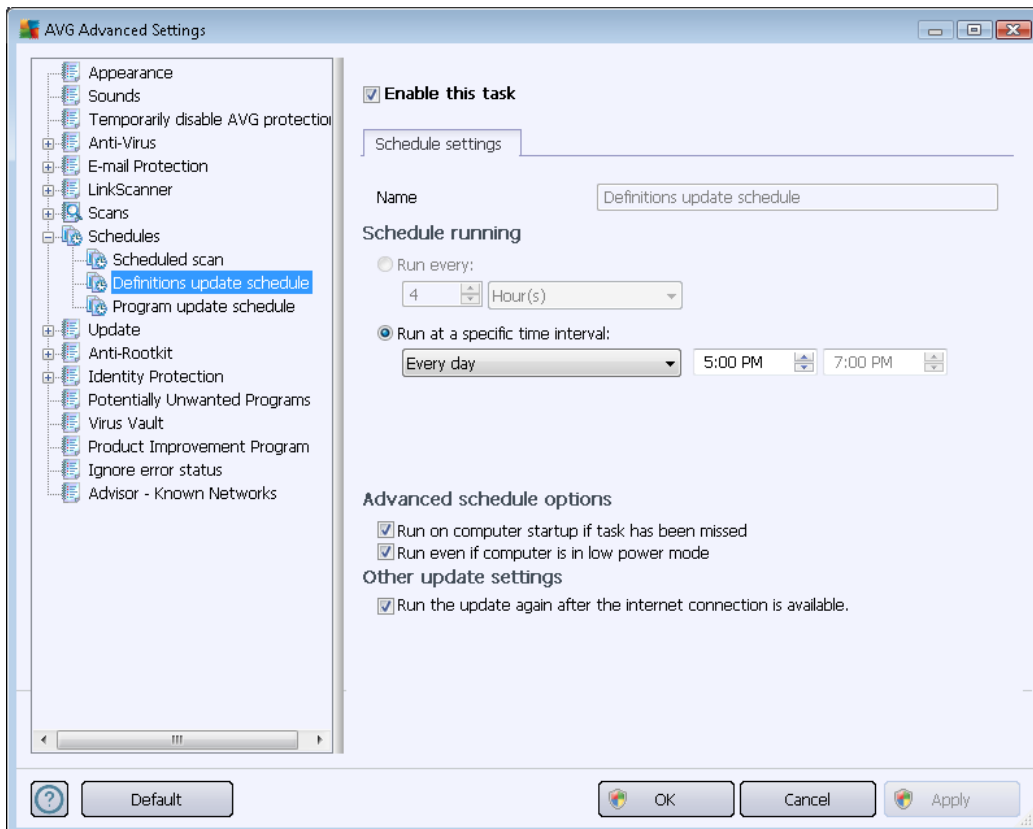 AVG Advanced Settings
Appearance
Sounds
Temporarily disable AVG protection
Anti-Virus
E-mail Protection
LinkScanner
Scans
Schedules
Scheduled scan
Definitions update schedule
Program update schedule
Update
Anti-Rootkit
Identity Protection
Potentially Unwanted Programs
Virus Vault
Product Improvement Program
Ignore error status
Advisor - Known Networks
Enable this task
Schedule settings
Name Definitions update schedule
Schedule running
Run every:
4 Hour(s)
Run at a specific time interval:
Every day 5:00 PM 7:00 PM
Advanced schedule options
Run on computer startup if task has been missed
Run even if computer is in low power mode
Other update settings
Run the update again after the internet connection is available.
? Default OK Cancel Apply